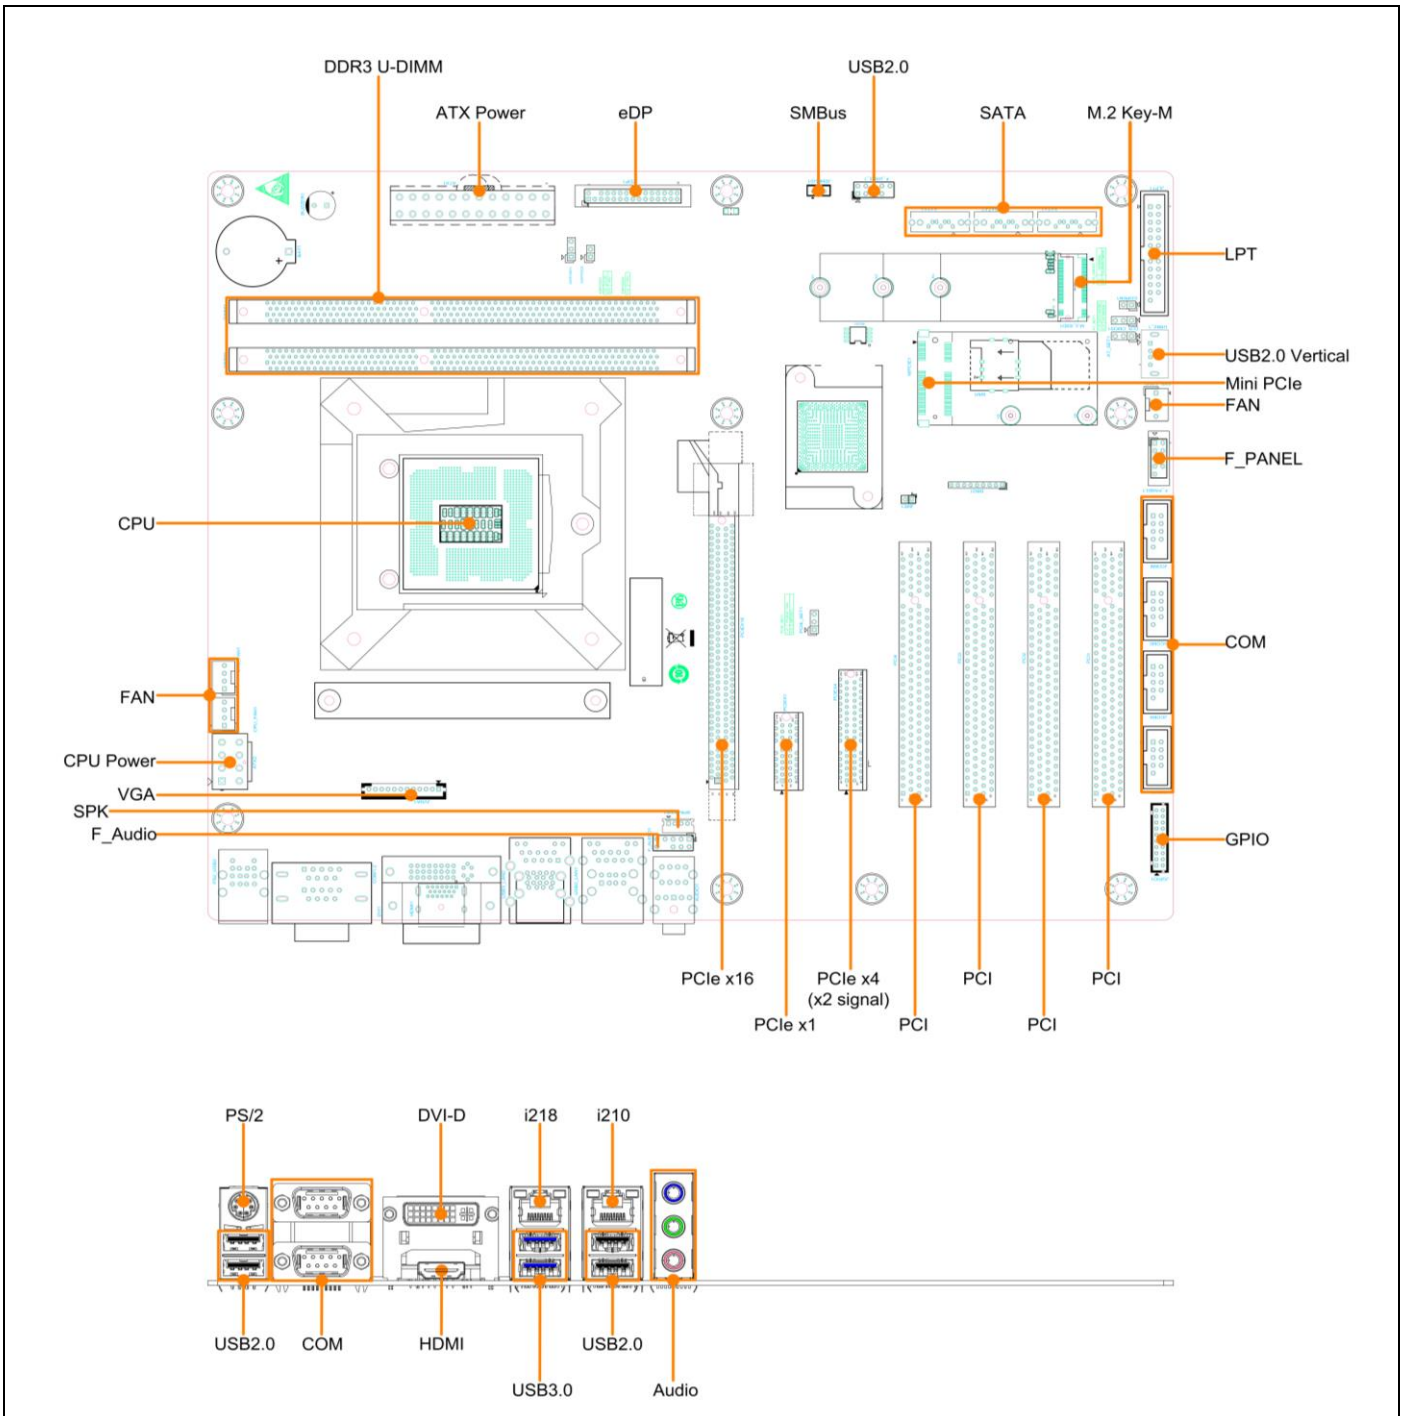 DDR3 U-DIMM
USB2.0
ATX Power
eDP
SMBus
SATA
M.2 Key-M
LPT
USB2.0 Vertical
Mini PCIe
FAN
F_PANEL
CPU
COM
FAN
CPU Power
VGA
SPK
F_Audio
GPIO
PCIe x16
PCIe x4
(x2 signal)
PCI
PCI
PCIe x1
PCI
PCI
PS/2
DVI-D
i218
i210
USB2.0
COM
HDMI
USB2.0
USB3.0
Audio